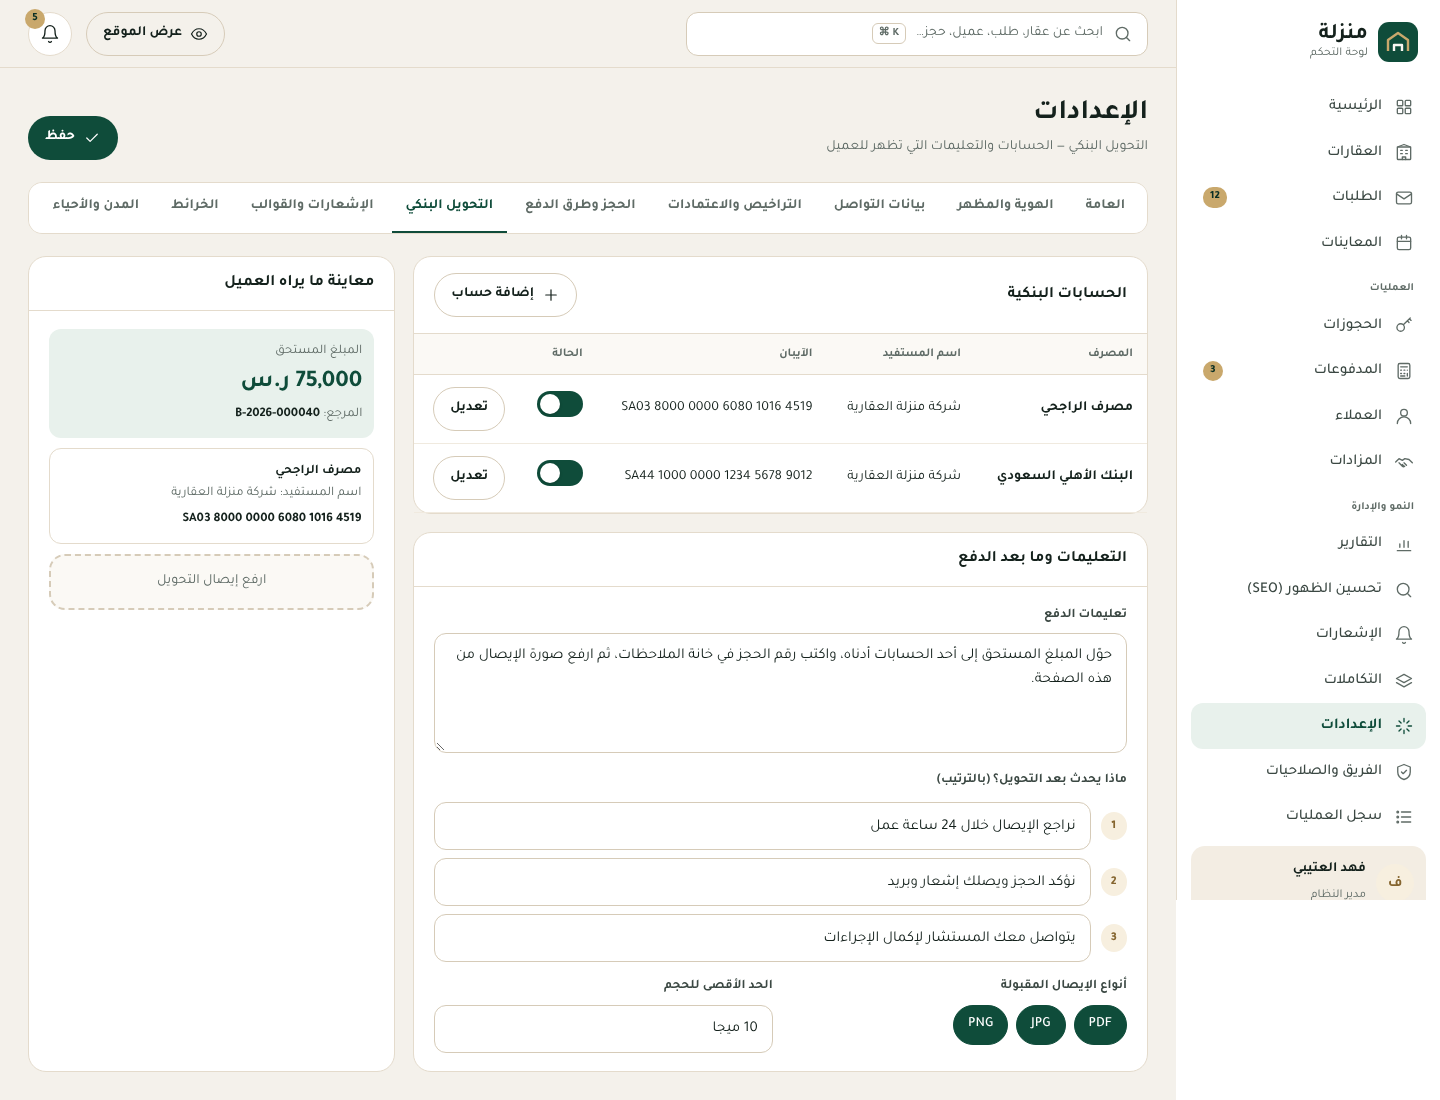 منزلة
لوحة التحكم
الرئيسية
العقارات
الطلبات 12
المعاينات
العمليات
الحجوزات
المدفوعات 3
العملاء
المزادات
النمو والإدارة
التقارير
تحسين الظهور (SEO)
الإشعارات
التكاملات
الإعدادات
الفريق والصلاحيات
سجل العمليات
ف
فهد العتيبي
مدير النظام
ابحث عن عقار، طلب، عميل، حجز... ⌘ K
عرض الموقع
5
الإعدادات
التحويل البنكي – الحسابات والتعليمات التي تظهر للعميل
حفظ
العامة الهوية والمظهر بيانات التواصل التراخيص والاعتمادات الحجز وطرق الدفع التحويل البنكي الإشعارات والقوالب الخرائط المدن والأحياء
الحسابات البنكية
إضافة حساب
المصرف اسم المستفيد الآيبان الحالة
مصرف الراجحي شركة منزلة العقارية SA03 8000 0000 6080 1016 4519 تعديل
البنك الأهلي السعودي شركة منزلة العقارية SA44 1000 0000 1234 5678 9012 تعديل
التعليمات وما بعد الدفع
تعليمات الدفع
حوّل المبلغ المستحق إلى أحد الحسابات أدناه، واكتب رقم الحجز في خانة الملاحظات، ثم ارفع صورة الإيصال من
هذه الصفحة.
ماذا يحدث بعد التحويل؟ (بالترتيب)
1 نراجع الإيصال خلال 24 ساعة عمل
2 نؤكد الحجز ويصلك إشعار وبريد
3 يتواصل معك المستشار لإكمال الإجراءات
أنواع الإيصال المقبولة
PDF JPG PNG
الحد الأقصى للحجم
10 ميجا
معاينة ما يراه العميل
المبلغ المستحق
75,000 ر.س
المرجع: B-2026-000040
مصرف الراجحي
اسم المستفيد: شركة منزلة العقارية
SA03 8000 0000 6080 1016 4519
ارفع إيصال التحويل